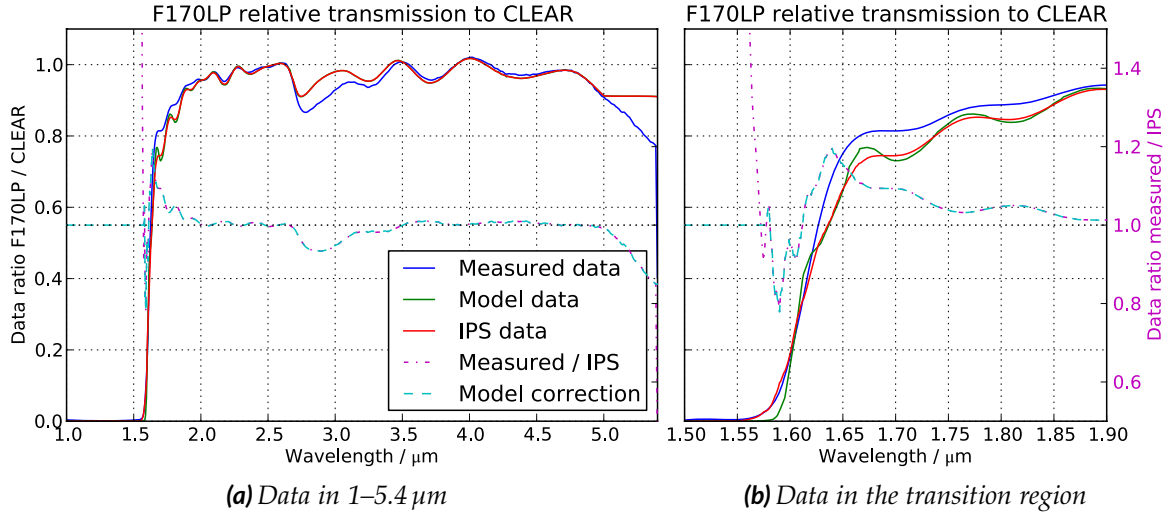 F170LP relative transmission to CLEAR
Data ratio F170LP / CLEAR
1.0
0.8
0.6
0.4
0.2
0.0
1.0 1.5 2.0 2.5 3.0 3.5 4.0 4.5 5.0
Wavelength / μm
Measured data
Model data
IPS data
Measured / IPS
Model correction
(a) Data in 1–5.4 μm
F170LP relative transmission to CLEAR
1.4
1.2
1.0
0.8
0.6
Data ratio measured / IPS
1.50 1.55 1.60 1.65 1.70 1.75 1.80 1.85 1.90
Wavelength / μm
(b) Data in the transition region